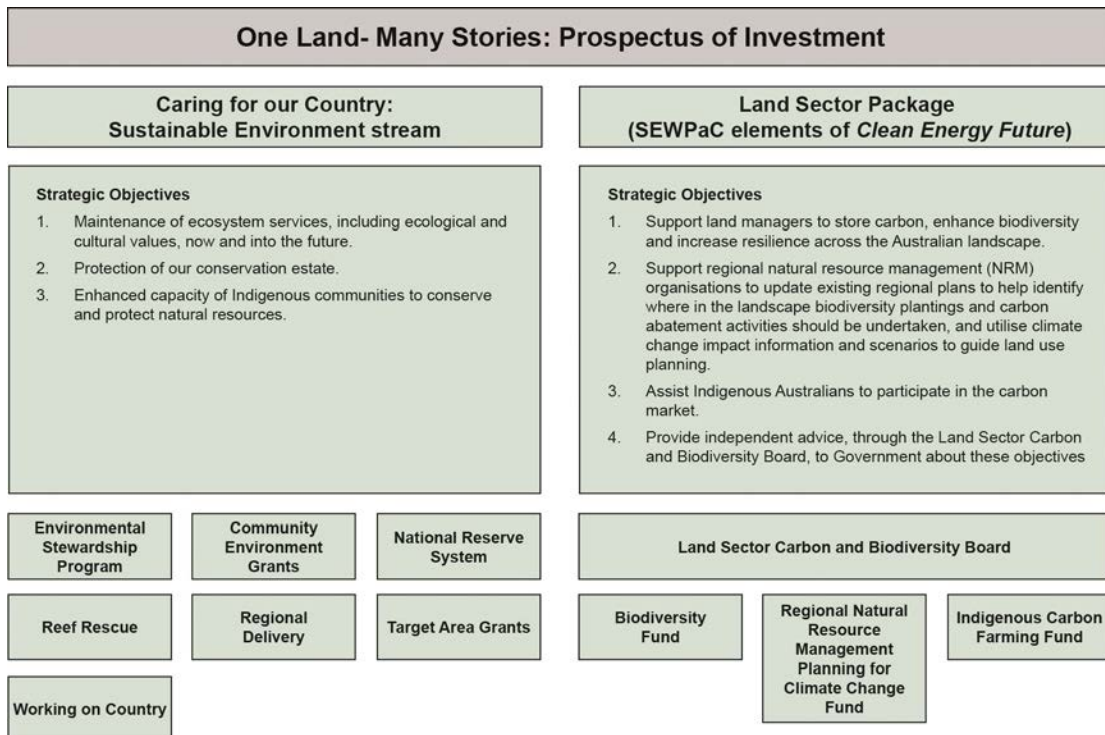 One Land- Many Stories: Prospectus of Investment
Caring for our Country:
Sustainable Environment stream
Strategic Objectives
1. Maintenance of ecosystem services, including ecological and
cultural values, now and into the future.
2. Protection of our conservation estate.
3. Enhanced capacity of Indigenous communities to conserve
and protect natural resources.
Environmental
Stewardship
Program
Community
Environment
Grants
National Reserve
System
Reef Rescue
Regional
Delivery
Target Area Grants
Working on Country
Land Sector Package
(SEWPaC elements of Clean Energy Future)
Strategic Objectives
1. Support land managers to store carbon, enhance biodiversity
and increase resilience across the Australian landscape.
2. Support regional natural resource management (NRM)
organisations to update existing regional plans to help identify
where in the landscape biodiversity plantings and carbon
abatement activities should be undertaken, and utilise climate
change impact information and scenarios to guide land use
planning.
3. Assist Indigenous Australians to participate in the carbon
market.
4. Provide independent advice, through the Land Sector Carbon
and Biodiversity Board, to Government about these objectives
Land Sector Carbon and Biodiversity Board
Biodiversity
Fund
Regional Natural
Resource
Management
Planning for
Climate Change
Fund
Indigenous Carbon
Farming Fund